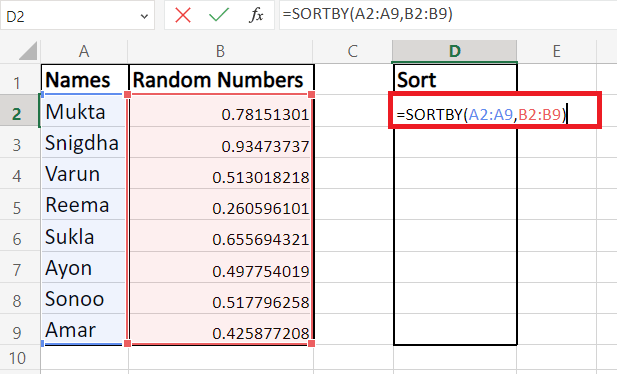 D2 fx =SORTBY(A2:A9,B2:B9)
A B C D E
1 Names Random Numbers Sort
2 Mukta 0.78151301 =SORTBY(A2:A9,B2:B9)
3 Snigdha 0.93473737
4 Varun 0.513018218
5 Reema 0.260596101
6 Sukla 0.655694321
7 Ayon 0.497754019
8 Sonoo 0.517796258
9 Amar 0.425877208
10